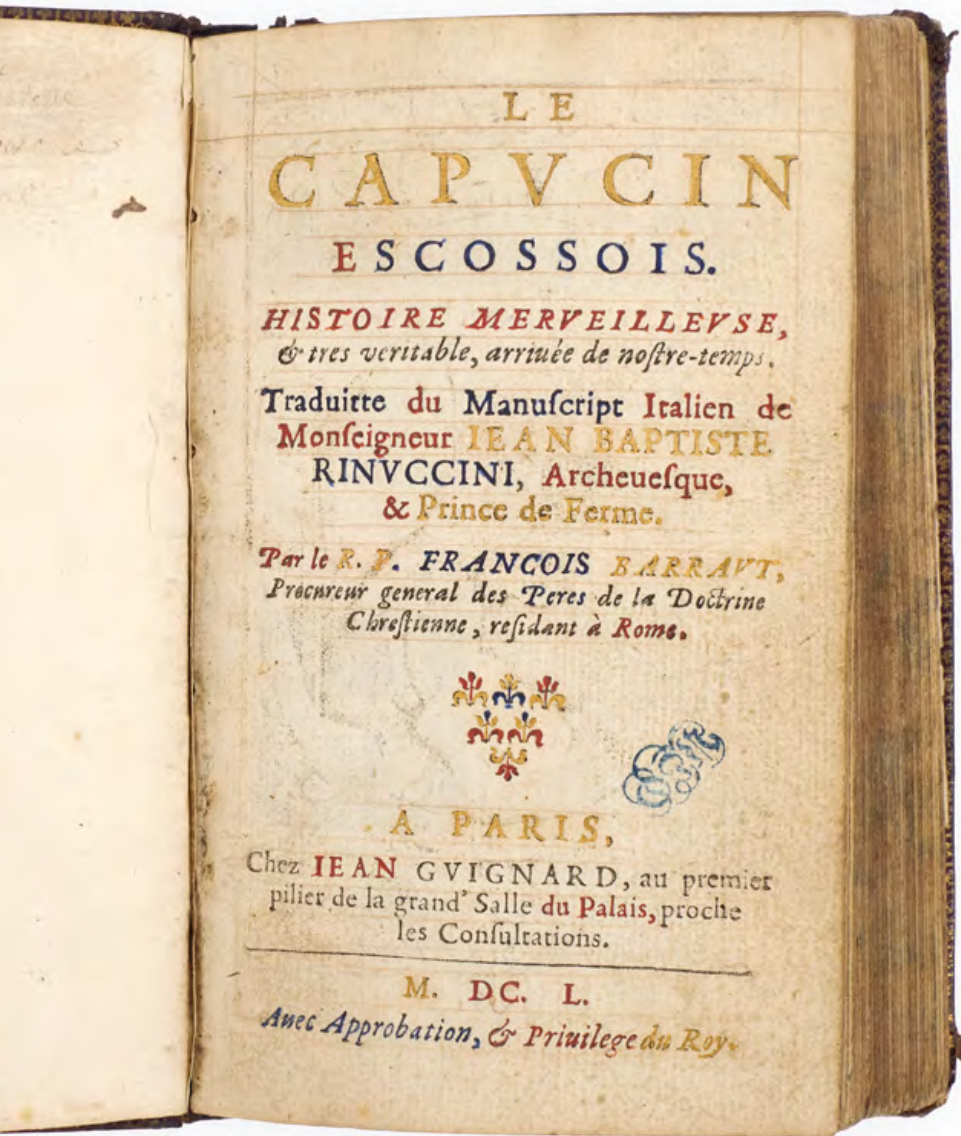 LE
CAPVCIN
ESCOSSOIS.
HISTOIRE MERVEILLEVSE,
& tres veritable, arriuée de noſtre-temps.
Traduitte du Manuſcript Italien de
Monſeigneur IEAN BAPTISTE
RINVCCINI, Archeueſque,
& Prince de Ferme.
Par le R. P. FRANCOIS BARRAVT,
Procureur general des Peres de la Doctrine
Chreſtienne, reſidant à Rome.
A PARIS,
Chez IEAN GVIGNARD, au premier
pilier de la grand' Salle du Palais, proche
les Conſultations.
M. DC. L.
Auec Approbation, & Priuilege du Roy.